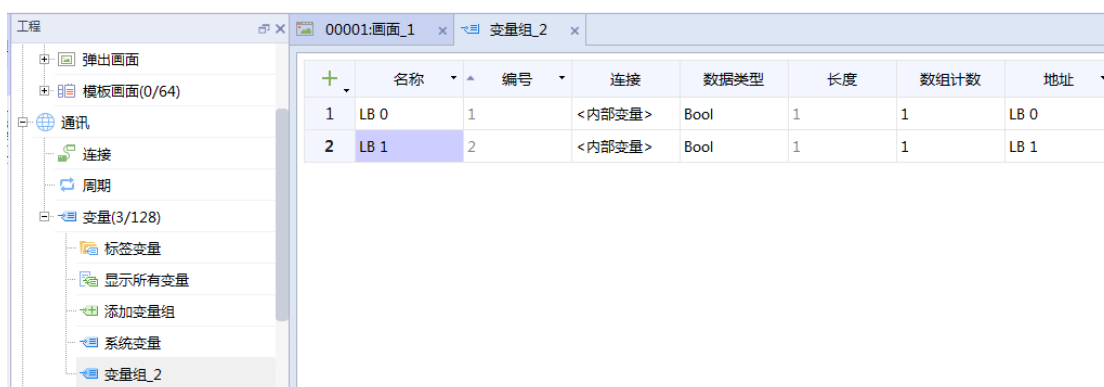 工程
00001:画面_1
变量组_2
弹出画面
模板画面(0/64)
通讯
连接
周期
变量(3/128)
标签变量
显示所有变量
添加变量组
系统变量
变量组_2
名称 编号 连接 数据类型 长度 数组计数 地址
1 LB 0 1 <内部变量> Bool 1 1 LB 0
2 LB 1 2 <内部变量> Bool 1 1 LB 1